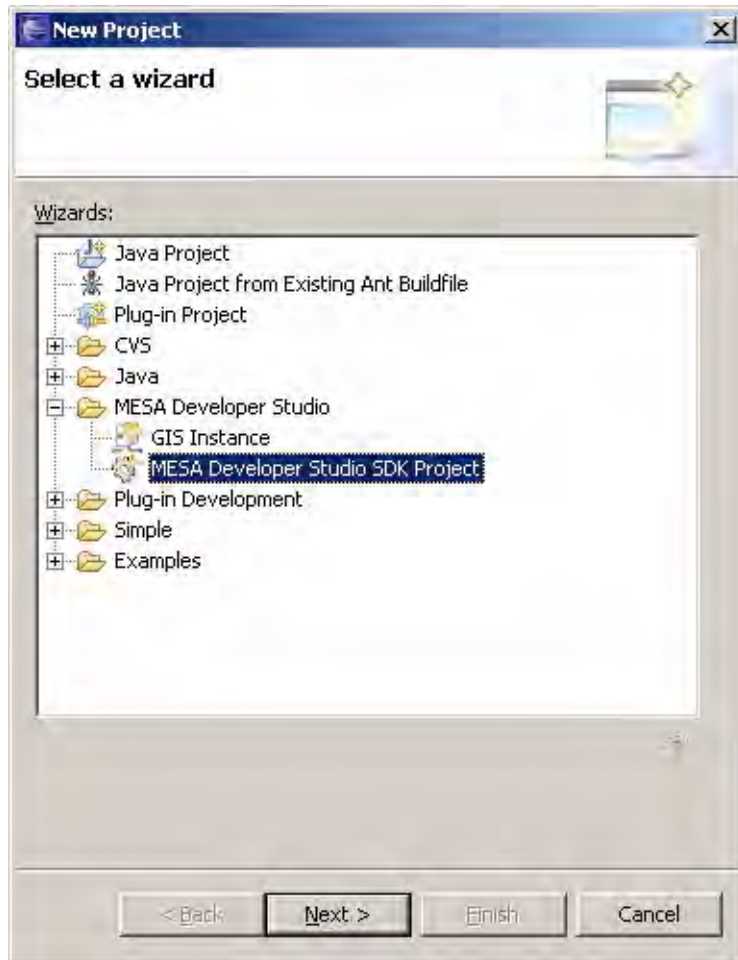 New Project
Select a wizard
Wizards:
Java Project
Java Project from Existing Ant Buildfile
Plug-in Project
CVS
Java
MESA Developer Studio
GIS Instance
MESA Developer Studio SDK Project
Plug-in Development
Simple
Examples
< Back
Next >
Finish
Cancel